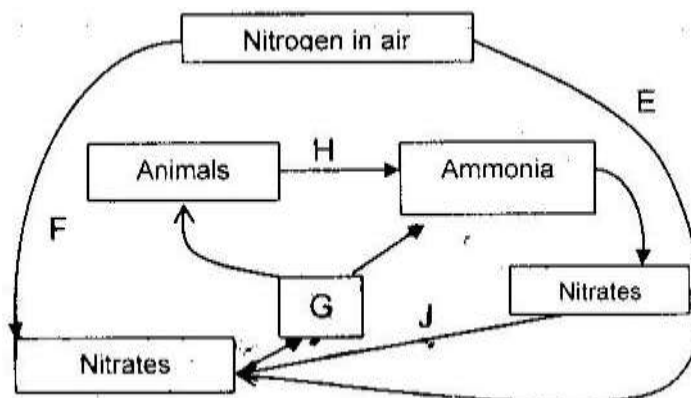 Nitrogen in air
E
H
Animals
Ammonia
F
G
Nitrates
J
Nitrates